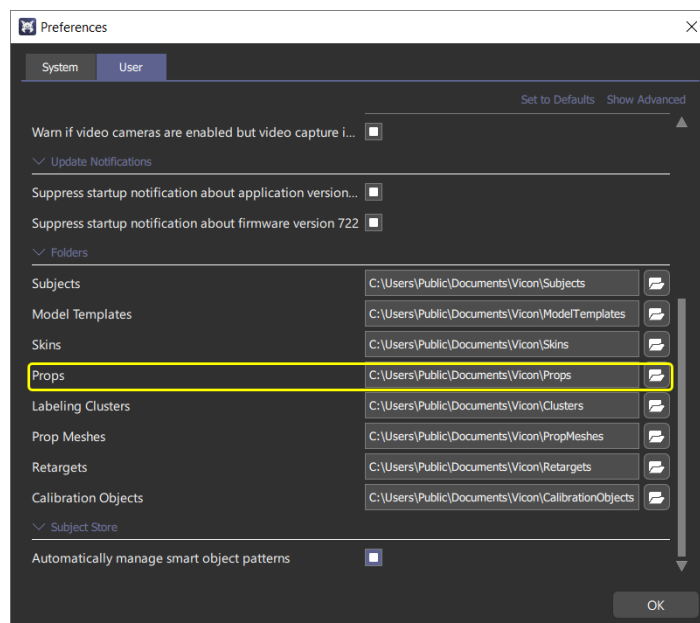 Preferences
System User
Set to Defaults Show Advanced
Warn if video cameras are enabled but video capture i...
Update Notifications
Suppress startup notification about application version...
Suppress startup notification about firmware version 722
Folders
Subjects C:\Users\Public\Documents\Vicon\Subjects
Model Templates C:\Users\Public\Documents\Vicon\ModelTemplates
Skins C:\Users\Public\Documents\Vicon\Skins
Props C:\Users\Public\Documents\Vicon\Props
Labeling Clusters C:\Users\Public\Documents\Vicon\Clusters
Prop Meshes C:\Users\Public\Documents\Vicon\PropMeshes
Retargets C:\Users\Public\Documents\Vicon\Retargets
Calibration Objects C:\Users\Public\Documents\Vicon\CalibrationObjects
Subject Store
Automatically manage smart object patterns
OK